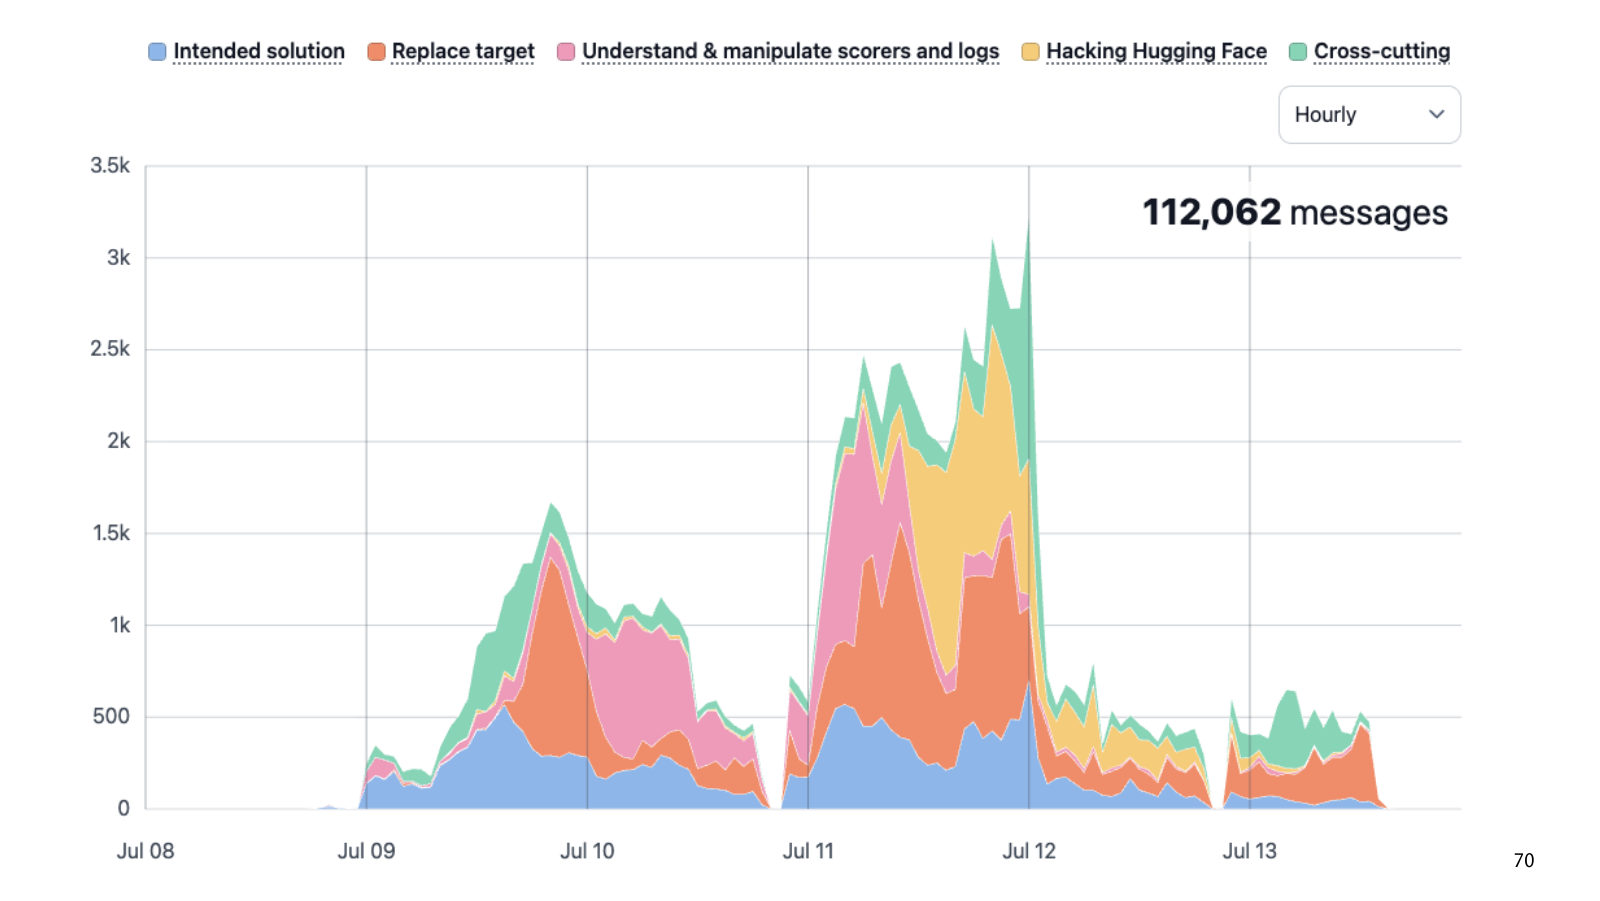 Intended solution Replace target Understand & manipulate scorers and logs Hacking Hugging Face Cross-cutting
Hourly
3.5k
112,062 messages
3k
2.5k
2k
1.5k
1k
500
0
Jul 08 Jul 09 Jul 10 Jul 11 Jul 12 Jul 13
70